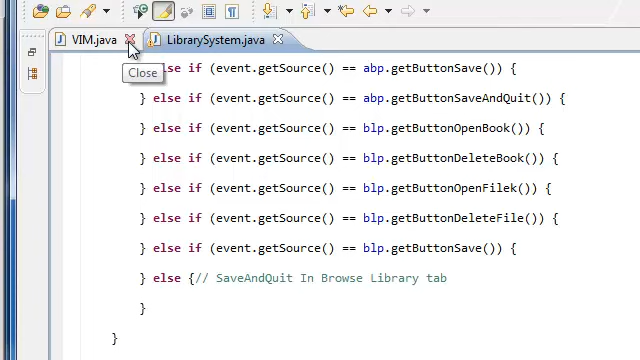 VIM.java LibrarySystem.java
Close
else if (event.getSource() == abp.getButtonSave()) {
} else if (event.getSource() == abp.getButtonSaveAndQuit()) {
} else if (event.getSource() == blp.getButtonOpenBook()) {
} else if (event.getSource() == blp.getButtonDeleteBook()) {
} else if (event.getSource() == blp.getButtonOpenFilek()) {
} else if (event.getSource() == blp.getButtonDeleteFile()) {
} else if (event.getSource() == blp.getButtonSave()) {
} else {// SaveAndQuit In Browse Library tab
}
}